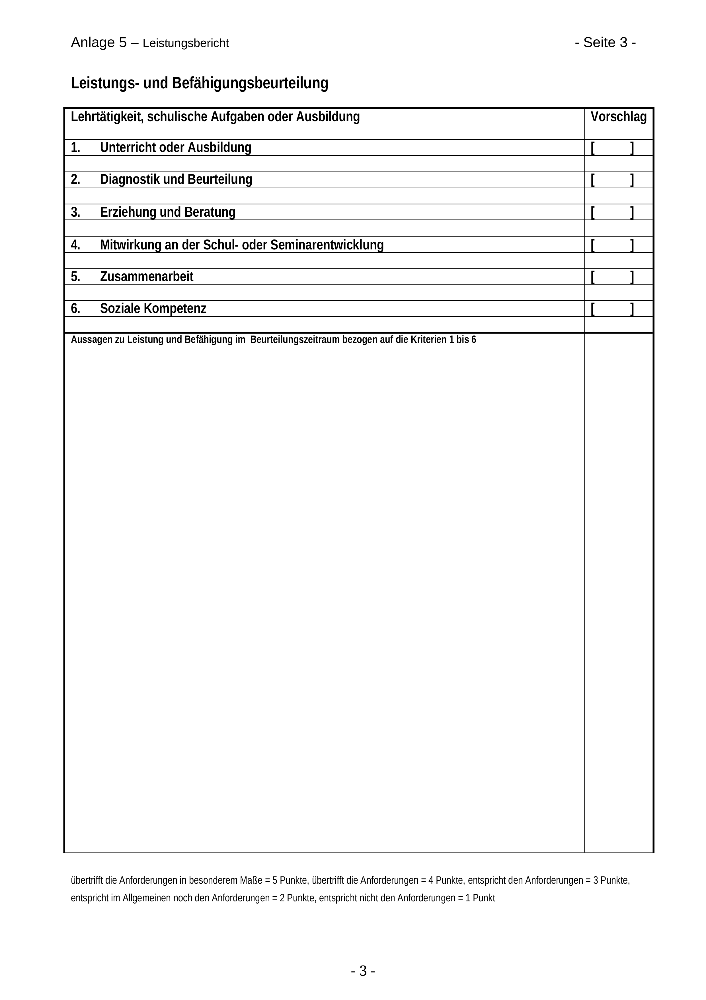 Anlage 5 – Leistungsbericht - Seite 3 -
Leistungs- und Befähigungsbeurteilung
Lehrtätigkeit, schulische Aufgaben oder Ausbildung Vorschlag
1. Unterricht oder Ausbildung [ ]
2. Diagnostik und Beurteilung [ ]
3. Erziehung und Beratung [ ]
4. Mitwirkung an der Schul- oder Seminarentwicklung [ ]
5. Zusammenarbeit [ ]
6. Soziale Kompetenz [ ]
Aussagen zu Leistung und Befähigung im Beurteilungszeitraum bezogen auf die Kriterien 1 bis 6
übertrifft die Anforderungen in besonderem Maße = 5 Punkte, übertrifft die Anforderungen = 4 Punkte, entspricht den Anforderungen = 3 Punkte,
entspricht im Allgemeinen noch den Anforderungen = 2 Punkte, entspricht nicht den Anforderungen = 1 Punkt
- 3 -